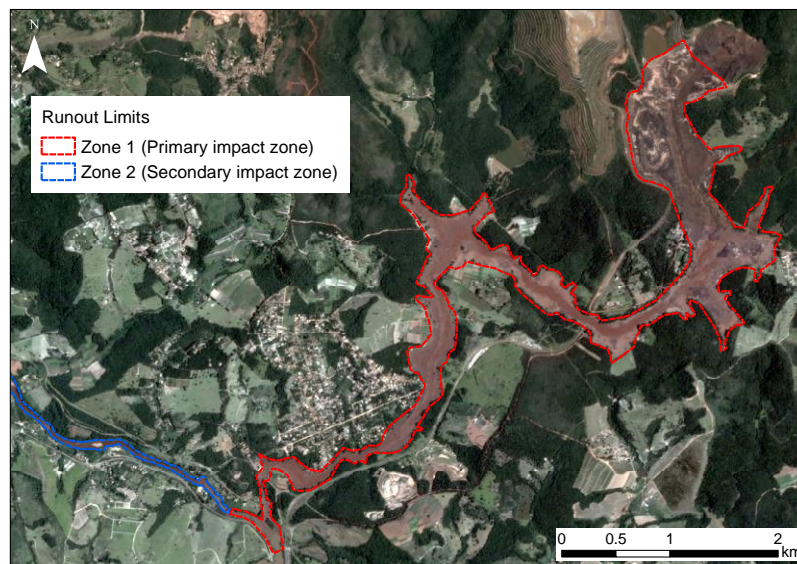 N
Runout Limits
Zone 1 (Primary impact zone)
Zone 2 (Secondary impact zone)
0 0.5 1 2
km